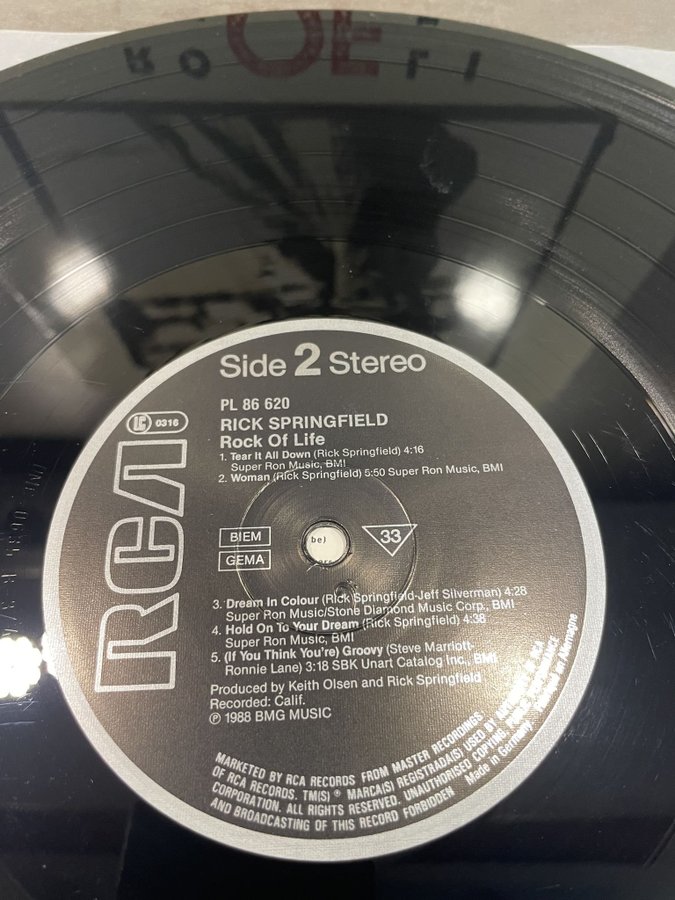 Side 2 Stereo
PL 86 620
LC 0316
RICK SPRINGFIELD
Rock Of Life
1. Tear It All Down (Rick Springfield) 4:16
Super Ron Music, BMI
2. Woman (Rick Springfield) 5:50 Super Ron Music, BMI
RCA
BIEM
GEMA
be)
33
3. Dream In Colour (Rick Springfield-Jeff Silverman) 4:28
Super Ron Music/Stone Diamond Music Corp., BMI
4. Hold On To Your Dream (Rick Springfield) 4:38
Super Ron Music, BMI
5. (If You Think You're) Groovy (Steve Marriott-
Ronnie Lane) 3:18 SBK Unart Catalog Inc., BMI
Produced by Keith Olsen and Rick Springfield
Recorded: Calif.
℗ 1988 BMG MUSIC
MARKETED BY RCA RECORDS FROM MASTER RECORDINGS
OF RCA RECORDS. TM(S) ® MARCA(S) REGISTRADA(S) USED BY AUTHORITY OF RCA
CORPORATION. ALL RIGHTS RESERVED. UNAUTHORISED COPYING,
AND BROADCASTING OF THIS RECORD FORBIDDEN
Made in Germany